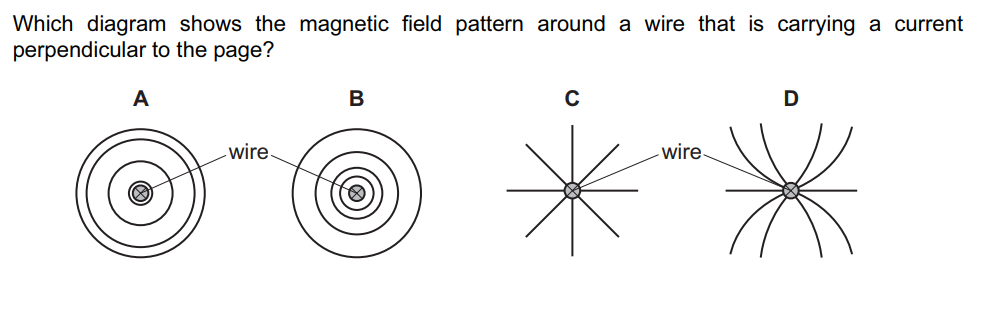 Which diagram shows the magnetic field pattern around a wire that is carrying a current
perpendicular to the page?
A B C D
wire wire